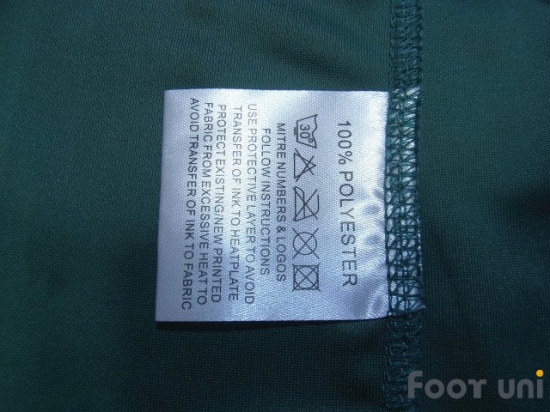 100% POLYESTER
30°
MITRE NUMBERS & LOGOS
FOLLOW INSTRUCTIONS
USE PROTECTIVE LAYER TO AVOID
TRANSFER OF INK TO HEATPLATE
PROTECT EXISTING/NEW PRINTED
FABRIC FROM EXCESSIVE HEAT TO
AVOID TRANSFER OF INK TO FABRIC
FOOT UNI